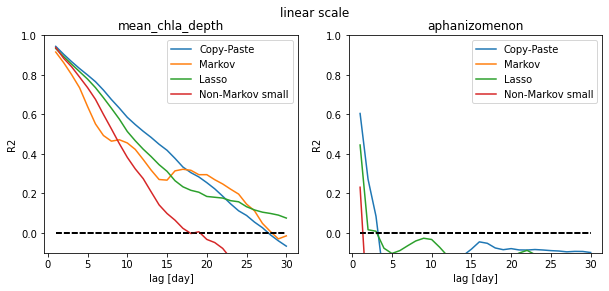 linear scale
mean_chla_depth
1.0
0.8
0.6
0.4
0.2
0.0
R2
Copy-Paste
Markov
Lasso
Non-Markov small
0 5 10 15 20 25 30
lag [day]
aphanizomenon
1.0
0.8
0.6
0.4
0.2
0.0
R2
Copy-Paste
Markov
Lasso
Non-Markov small
0 5 10 15 20 25 30
lag [day]